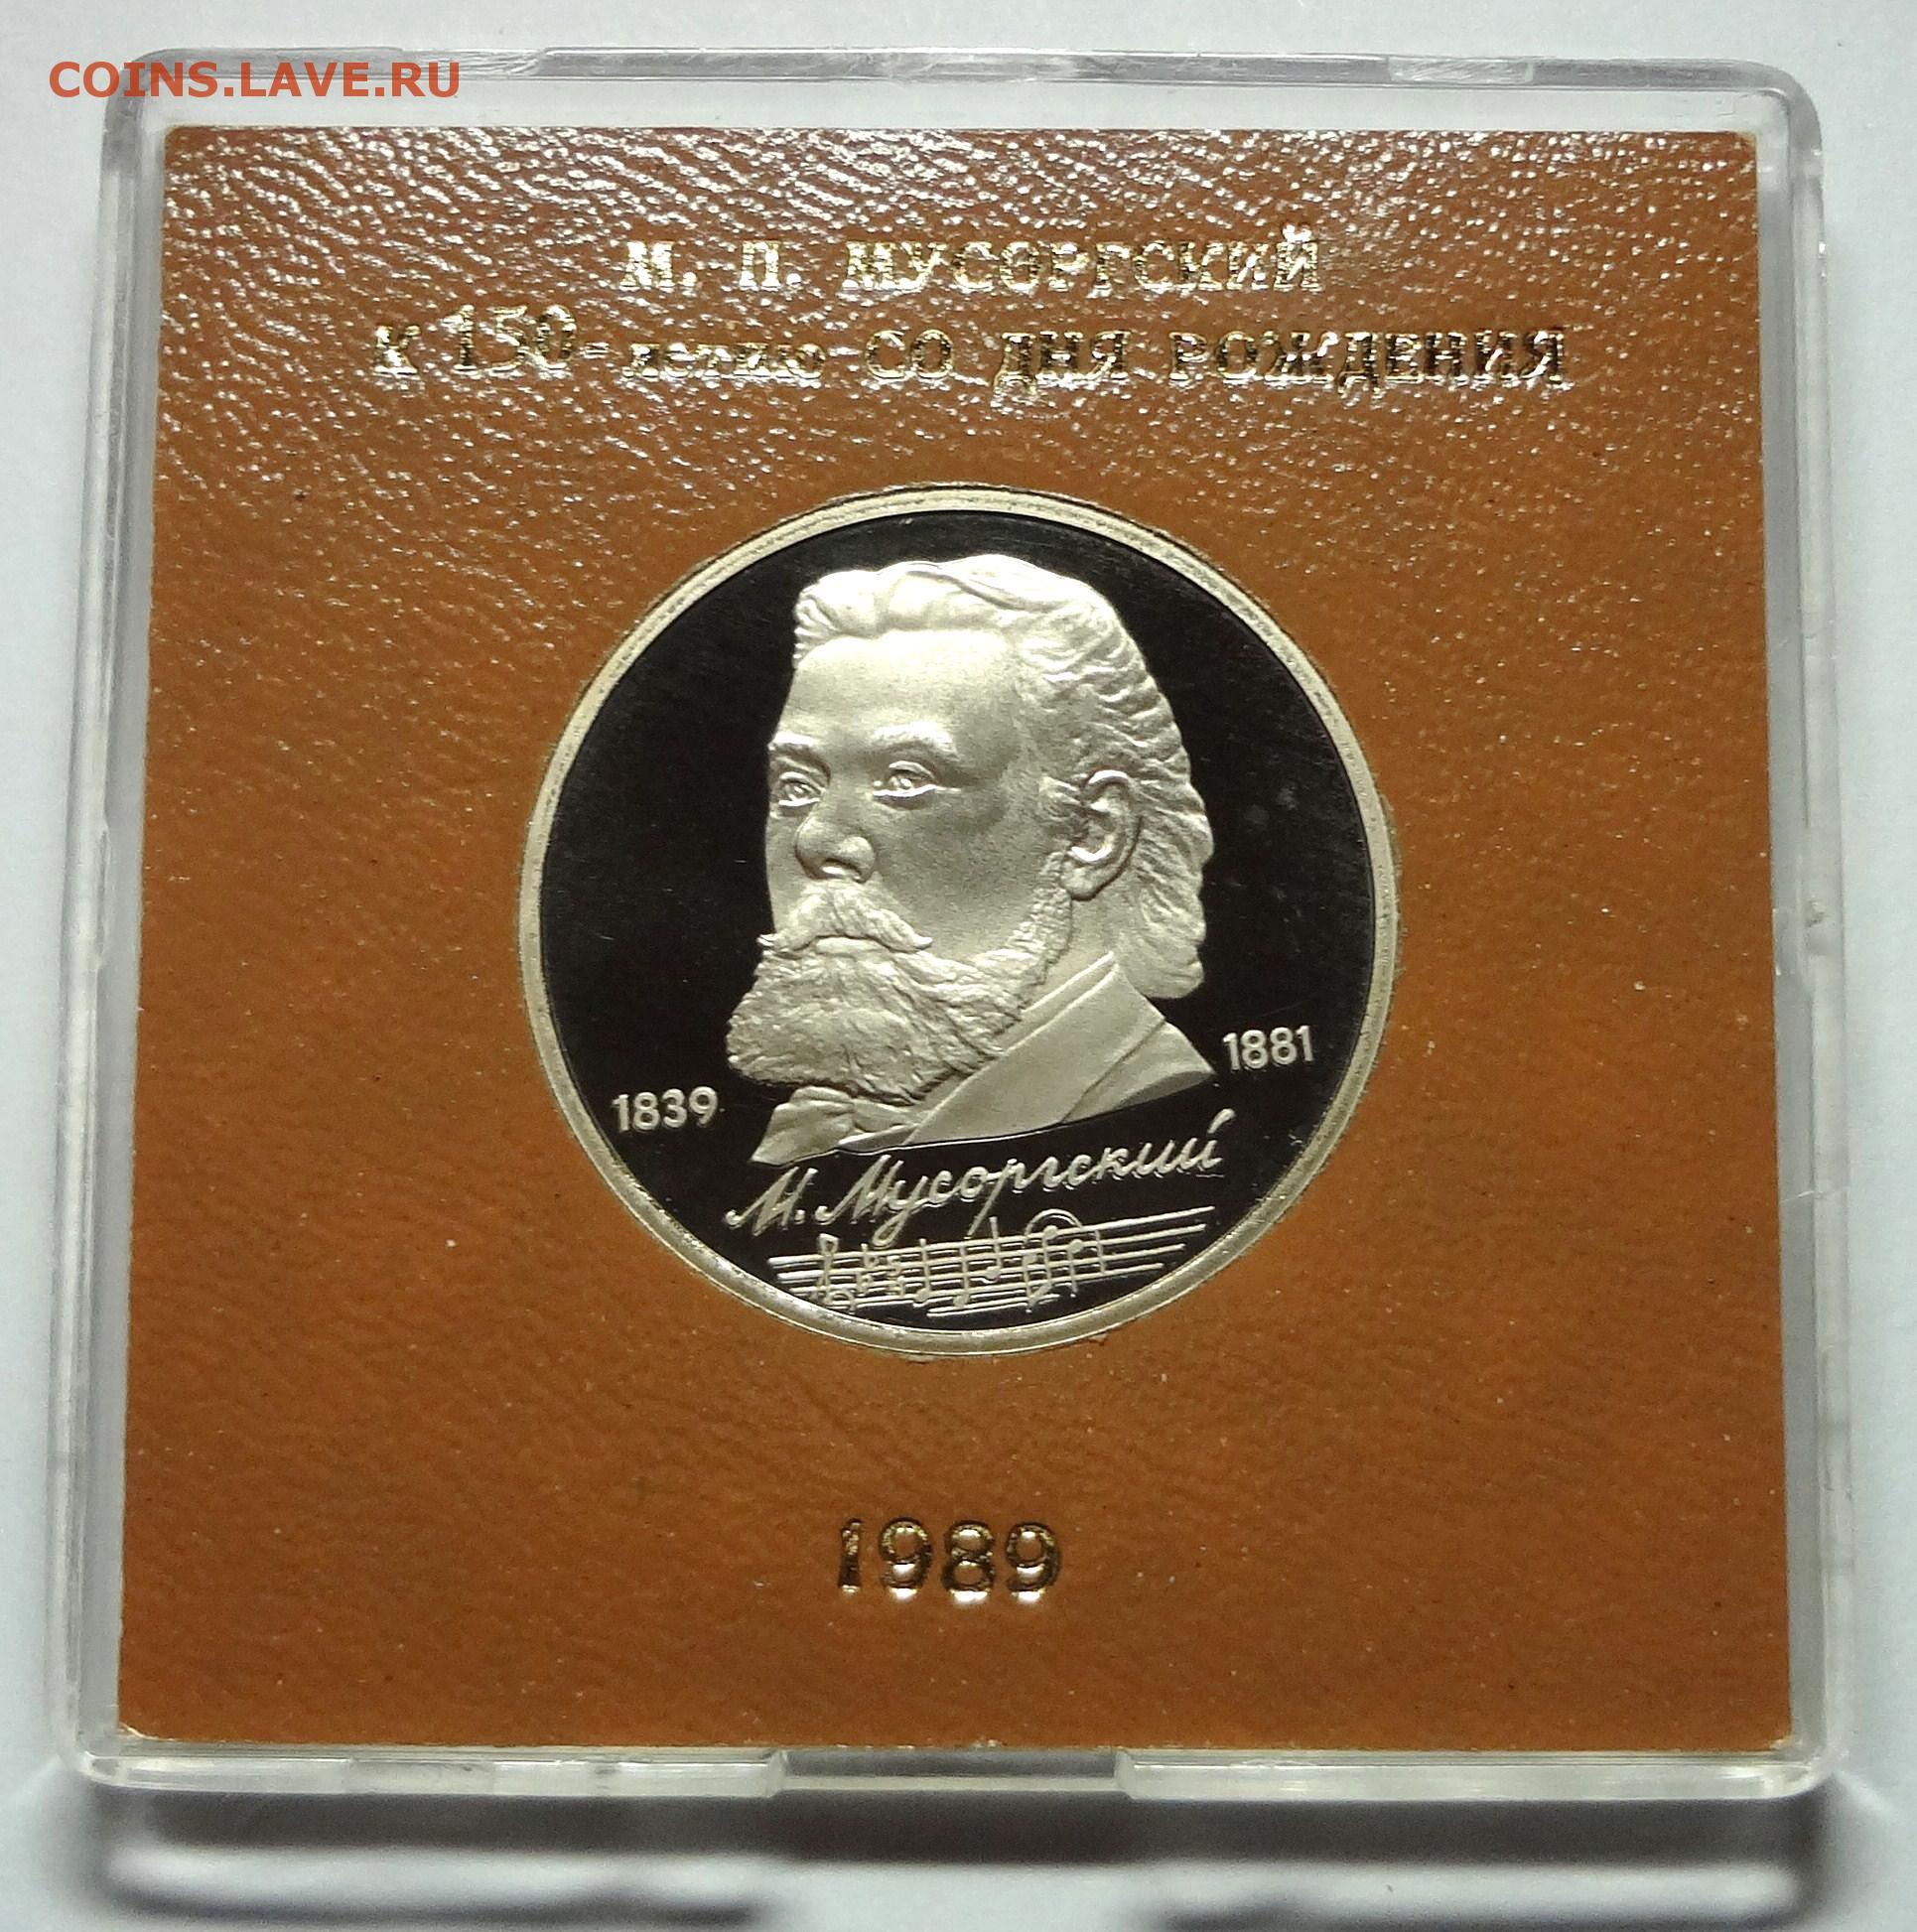 COINS.LAVE.RU
М. П. МУСОРГСКИЙ
К 150-летию СО ДНЯ РОЖДЕНИЯ
1881
1839
М. Мусоргский
1989